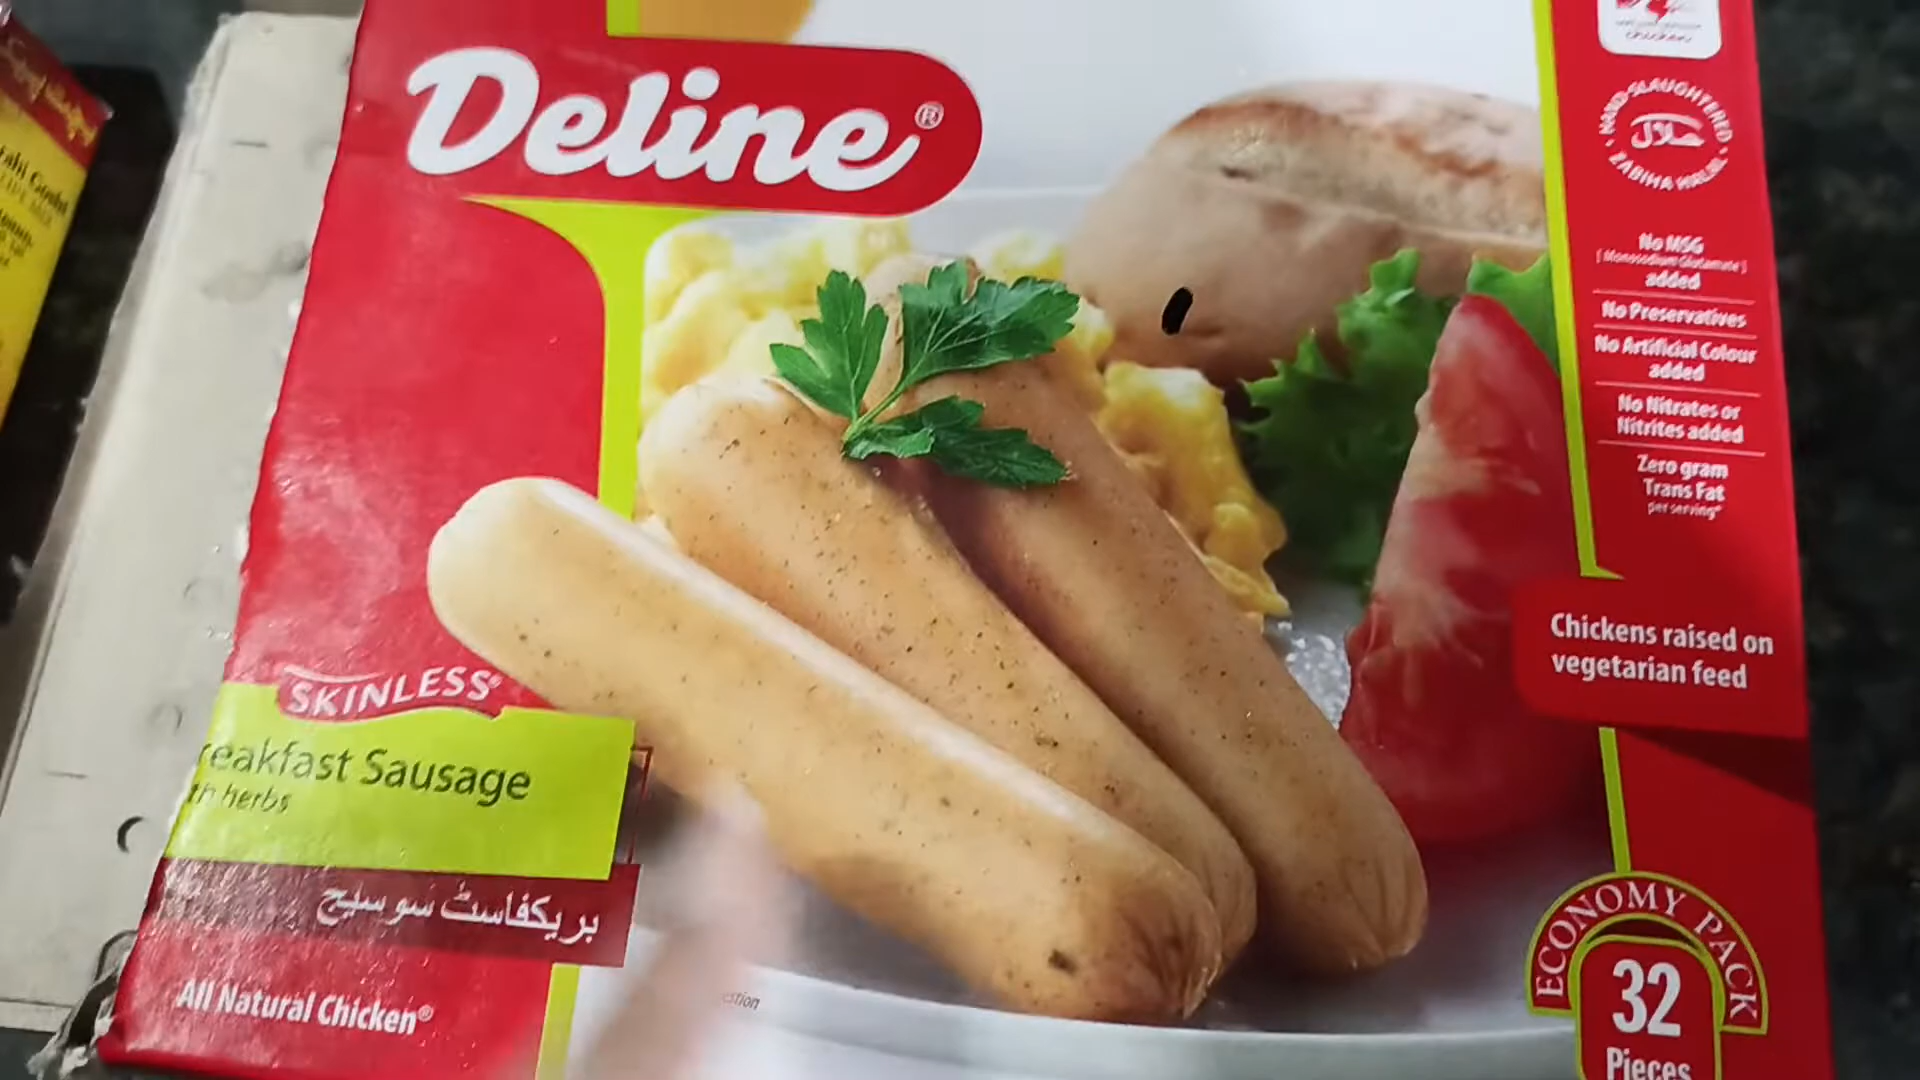 Deline®
HAND-SLAUGHTERED
حلال
ZABIHA HALAL
No MSG
[Monosodium Glutamate]
added
No Preservatives
No Artificial Colour
added
No Nitrates or
Nitrites added
Zero gram
Trans Fat
per serving*
Chickens raised on
vegetarian feed
SKINLESS®
reakfast Sausage
th herbs
بریکفاسٹ سوسیج
All Natural Chicken®
ECONOMY PACK
32
Pieces
chicken